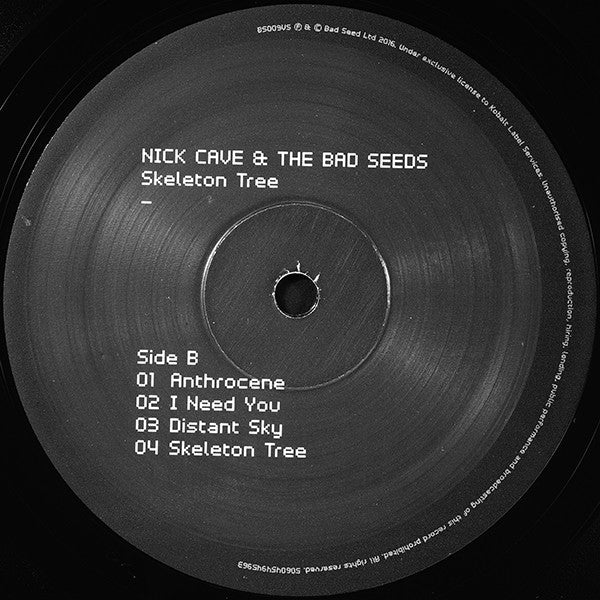 BS009VS ℗ & © Bad Seed Ltd 2016. Under exclusive license to Kobalt Label Services. Unauthorised copying, reproduction, hiring, lending, public performance and broadcasting of this record prohibited. All rights reserved. 5060454945963
NICK CAVE & THE BAD SEEDS
Skeleton Tree
_
Side B
01 Anthrocene
02 I Need You
03 Distant Sky
04 Skeleton Tree